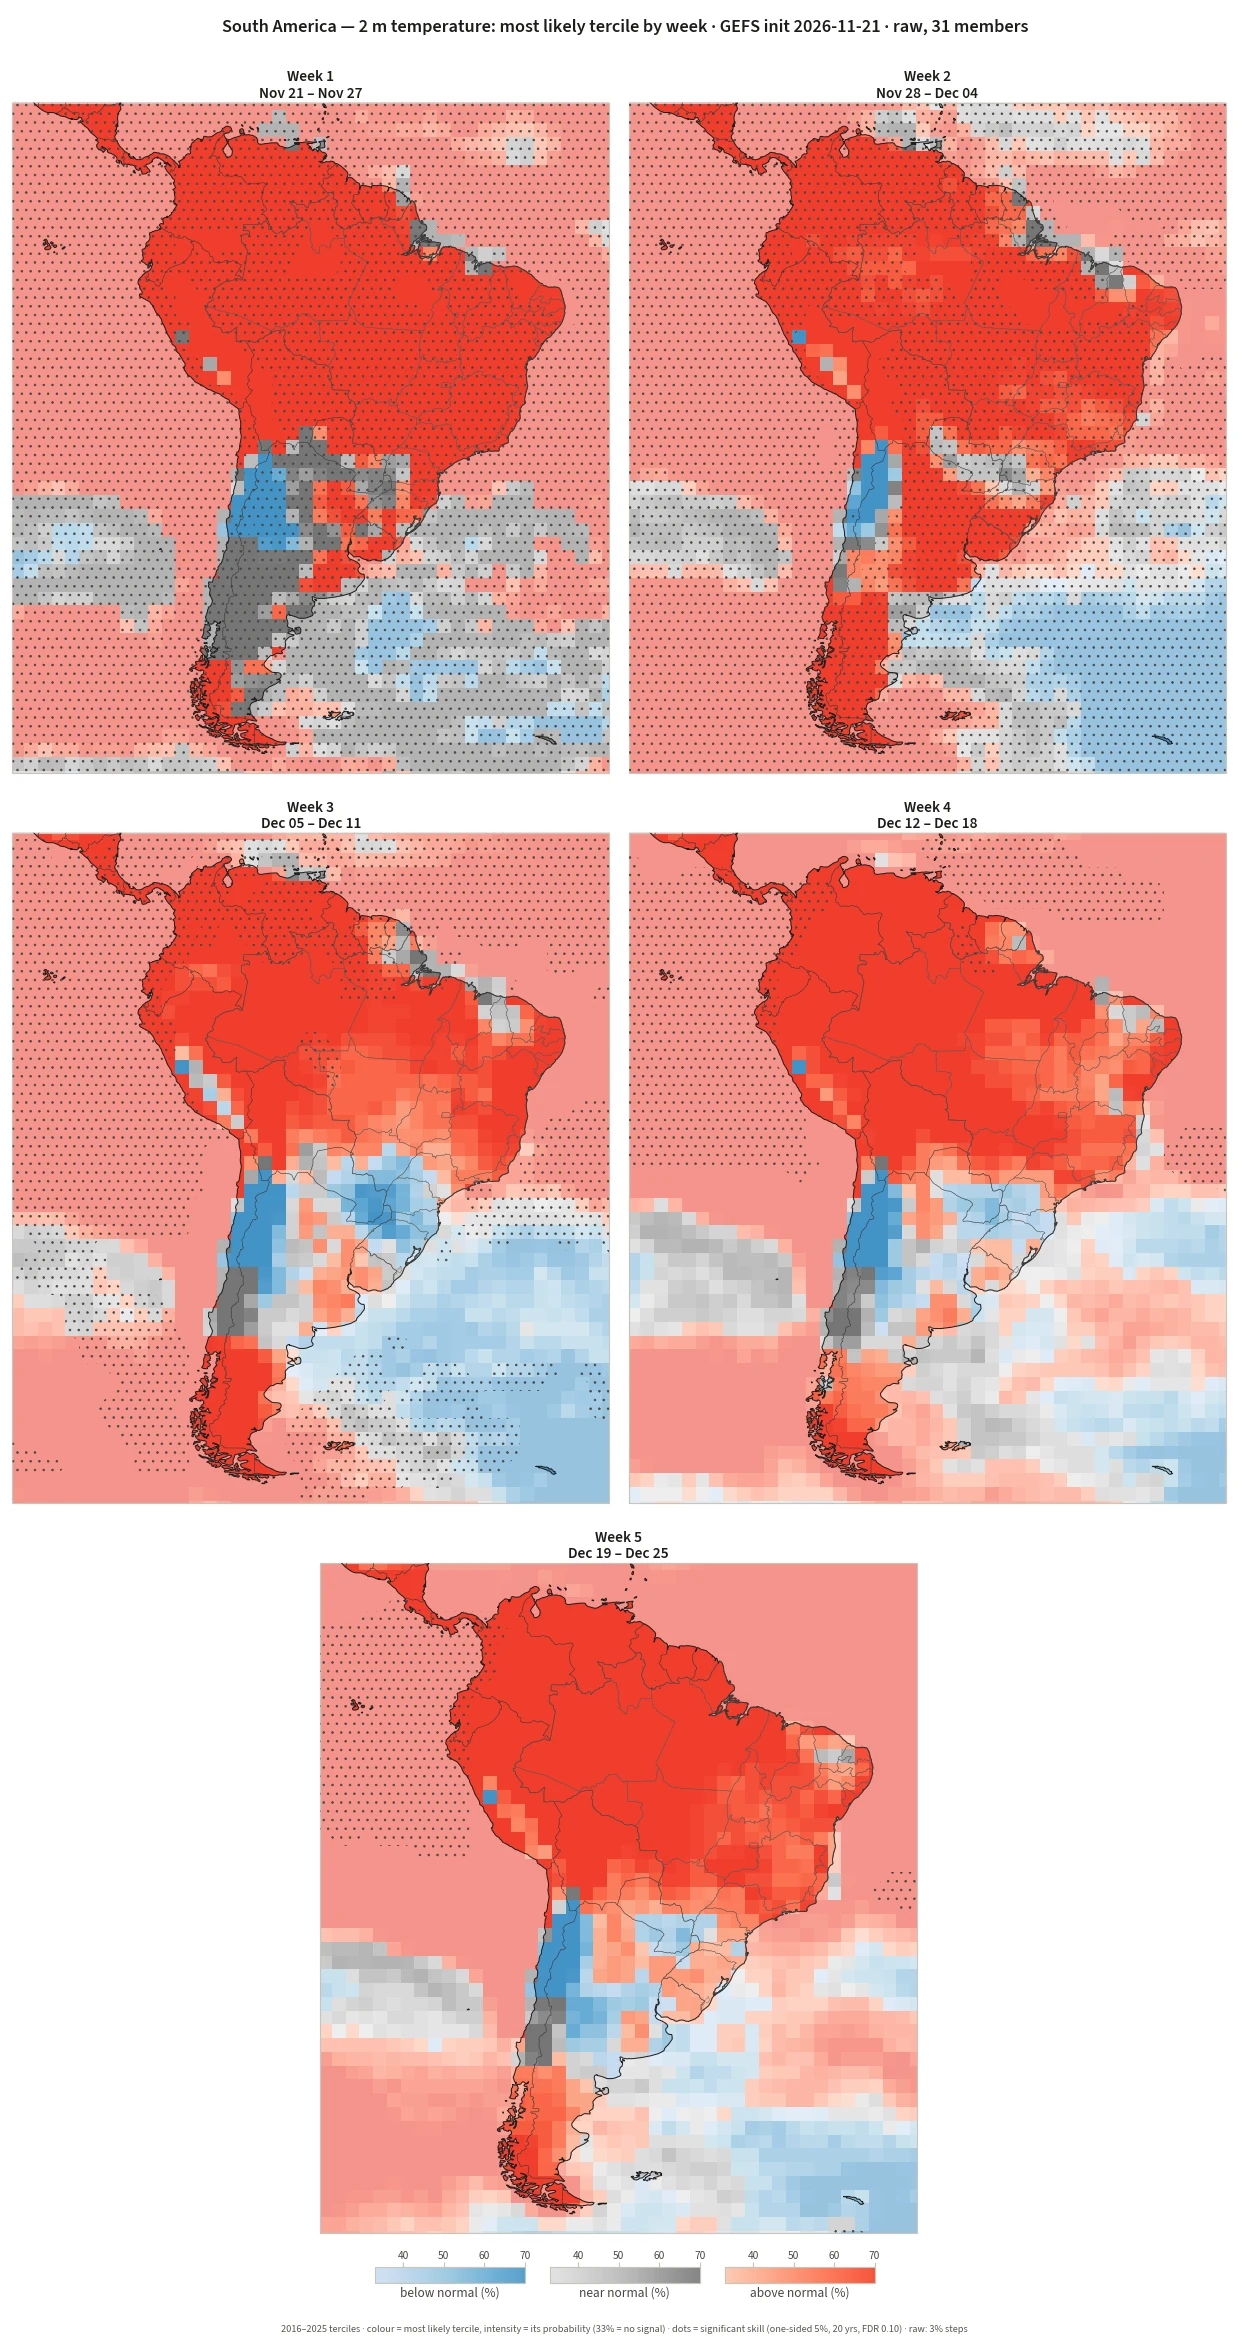 South America — 2 m temperature: most likely tercile by week · GEFS init 2026-11-21 · raw, 31 members
Week 1
Nov 21 – Nov 27
Week 2
Nov 28 – Dec 04
Week 3
Dec 05 – Dec 11
Week 4
Dec 12 – Dec 18
Week 5
Dec 19 – Dec 25
40 50 60 70 40 50 60 70 40 50 60 70
below normal (%) near normal (%) above normal (%)
2016–2025 terciles · colour = most likely tercile, intensity = its probability (33% = no signal) · dots = significant skill (one-sided 5%, 20 yrs, FDR 0.10) · raw: 3% steps